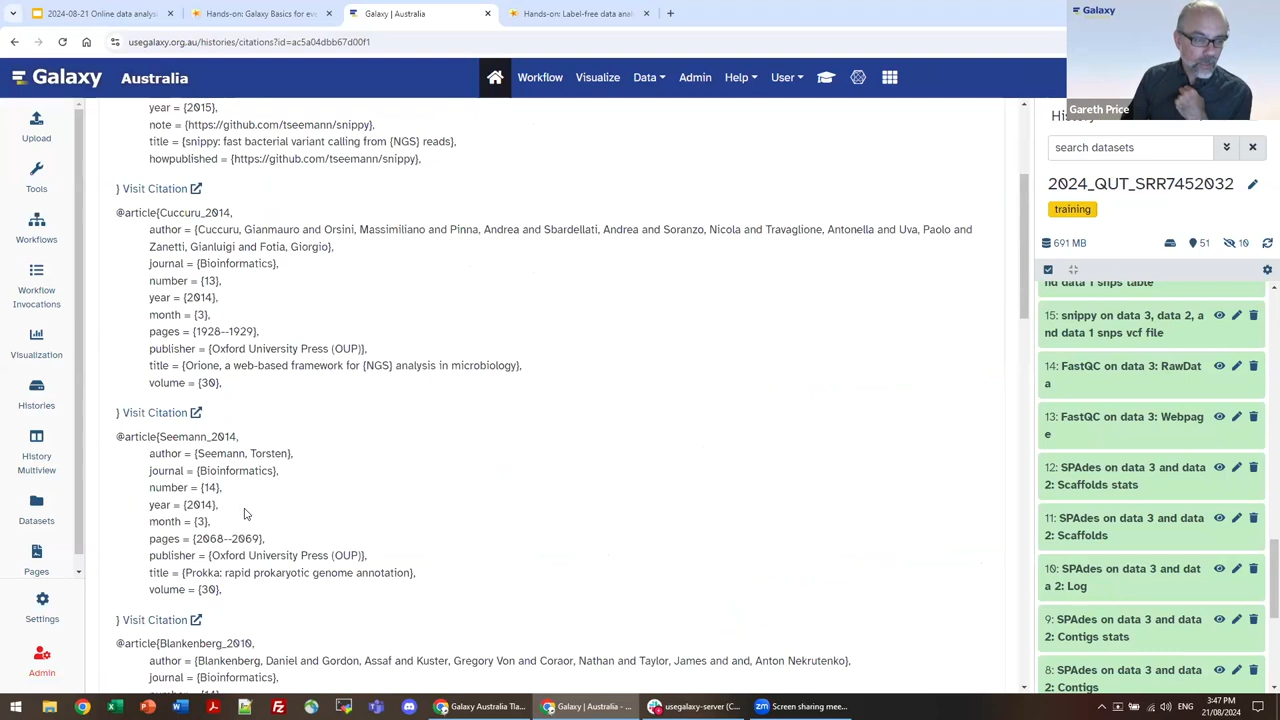 2024-08-21 Online data analysi
Hands-on: Galaxy Basics for eve
Galaxy | Australia
Hands-on: Label-free data anal
usegalaxy.org.au/histories/citations?id=ac5a04dbb67d00f1
Galaxy
Gareth Price
Galaxy Australia
Workflow Visualize Data Admin Help User
Upload
Tools
Workflows
Workflow Invocations
Visualization
Histories
History Multiview
Datasets
Pages
Settings
Admin
year = {2015},
note = {https://github.com/tseemann/snippy},
title = {snippy: fast bacterial variant calling from {NGS} reads},
howpublished = {https://github.com/tseemann/snippy},
} Visit Citation
@article{Cuccuru_2014,
author = {Cuccuru, Gianmauro and Orsini, Massimiliano and Pinna, Andrea and Sbardellati, Andrea and Soranzo, Nicola and Travaglione, Antonella and Uva, Paolo and
Zanetti, Gianluigi and Fotia, Giorgio},
journal = {Bioinformatics},
number = {13},
year = {2014},
month = {3},
pages = {1928--1929},
publisher = {Oxford University Press (OUP)},
title = {Orione, a web-based framework for {NGS} analysis in microbiology},
volume = {30},
} Visit Citation
@article{Seemann_2014,
author = {Seemann, Torsten},
journal = {Bioinformatics},
number = {14},
year = {2014},
month = {3},
pages = {2068--2069},
publisher = {Oxford University Press (OUP)},
title = {Prokka: rapid prokaryotic genome annotation},
volume = {30},
} Visit Citation
@article{Blankenberg_2010,
author = {Blankenberg, Daniel and Gordon, Assaf and Kuster, Gregory Von and Coraor, Nathan and Taylor, James and and, Anton Nekrutenko},
journal = {Bioinformatics},
number = {14},
search datasets
2024_QUT_SRR7452032
training
691 MB 51 10
nd data 1 snps table
15: snippy on data 3, data 2, a
nd data 1 snps vcf file
14: FastQC on data 3: RawDat
a
13: FastQC on data 3: Webpag
e
12: SPAdes on data 3 and data
2: Scaffolds stats
11: SPAdes on data 3 and data
2: Scaffolds
10: SPAdes on data 3 and dat
a 2: Log
9: SPAdes on data 3 and data
2: Contigs stats
8: SPAdes on data 3 and data
2: Contigs
Galaxy Australia Tla...
Galaxy | Australia - ...
usegalaxy-server (C...
Screen sharing mee...
ENG
3:47 PM
21/08/2024